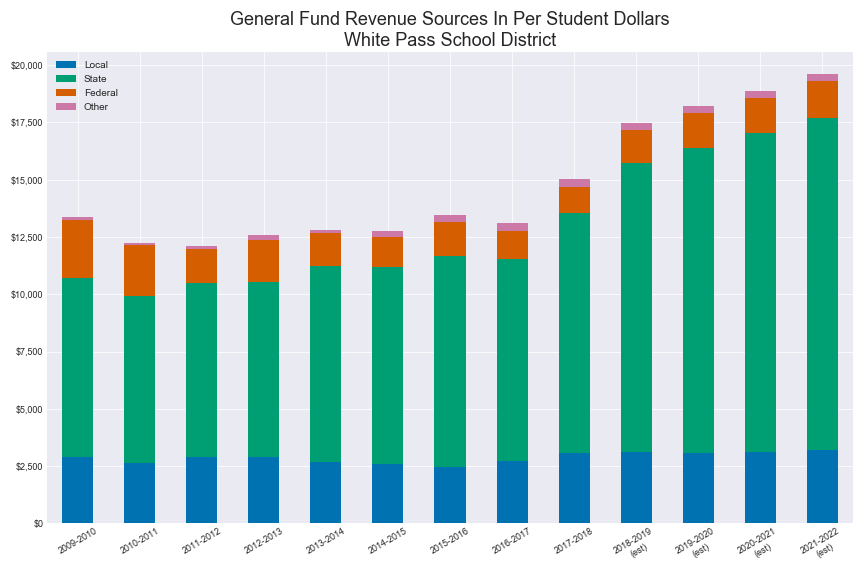 General Fund Revenue Sources In Per Student Dollars
White Pass School District
Local
State
Federal
Other
$20,000
$17,500
$15,000
$12,500
$10,000
$7,500
$5,000
$2,500
$0
2009-2010
2010-2011
2011-2012
2012-2013
2013-2014
2014-2015
2015-2016
2016-2017
2017-2018
2018-2019
(est)
2019-2020
(est)
2020-2021
(est)
2021-2022
(est)